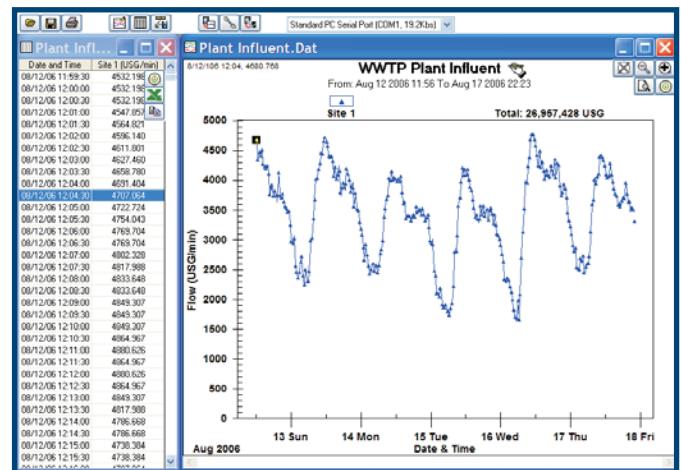 Standard PC Serial Port (COM1, 19.2Kbs)
Plant Infl...
Plant Influent.Dat
Date and Time Site 1 (USG/min)
08/12/06 11:59:30 4532.198
08/12/06 12:00:00 4532.198
08/12/06 12:00:30 4532.198
08/12/06 12:01:00 4547.857
08/12/06 12:01:30 4564.821
08/12/06 12:02:00 4596.140
08/12/06 12:02:30 4611.801
08/12/06 12:03:00 4627.460
08/12/06 12:03:30 4658.780
08/12/06 12:04:00 4691.404
08/12/06 12:04:30 4707.064
08/12/06 12:05:00 4722.724
08/12/06 12:05:30 4754.043
08/12/06 12:06:00 4769.704
08/12/06 12:06:30 4769.704
08/12/06 12:07:00 4802.328
08/12/06 12:07:30 4817.988
08/12/06 12:08:00 4833.648
08/12/06 12:08:30 4833.648
08/12/06 12:09:00 4849.307
08/12/06 12:09:30 4849.307
08/12/06 12:10:00 4849.307
08/12/06 12:10:30 4864.967
08/12/06 12:11:00 4880.626
08/12/06 12:11:30 4864.967
08/12/06 12:12:00 4880.626
08/12/06 12:12:30 4864.967
08/12/06 12:13:00 4849.307
08/12/06 12:13:30 4817.988
08/12/06 12:14:00 4786.668
08/12/06 12:14:30 4786.668
08/12/06 12:15:00 4738.384
08/12/06 12:15:30 4738.384
8/12/106 12:04, 4680.768
WWTP Plant Influent
From: Aug 12 2006 11:56 To Aug 17 2006 22:23
Site 1 Total: 26,957,428 USG
5000
4500
4000
3500
3000
2500
2000
1500
1000
500
0
Flow (USG/min)
13 Sun 14 Mon 15 Tue 16 Wed 17 Thu 18 Fri
Aug 2006 Date & Time